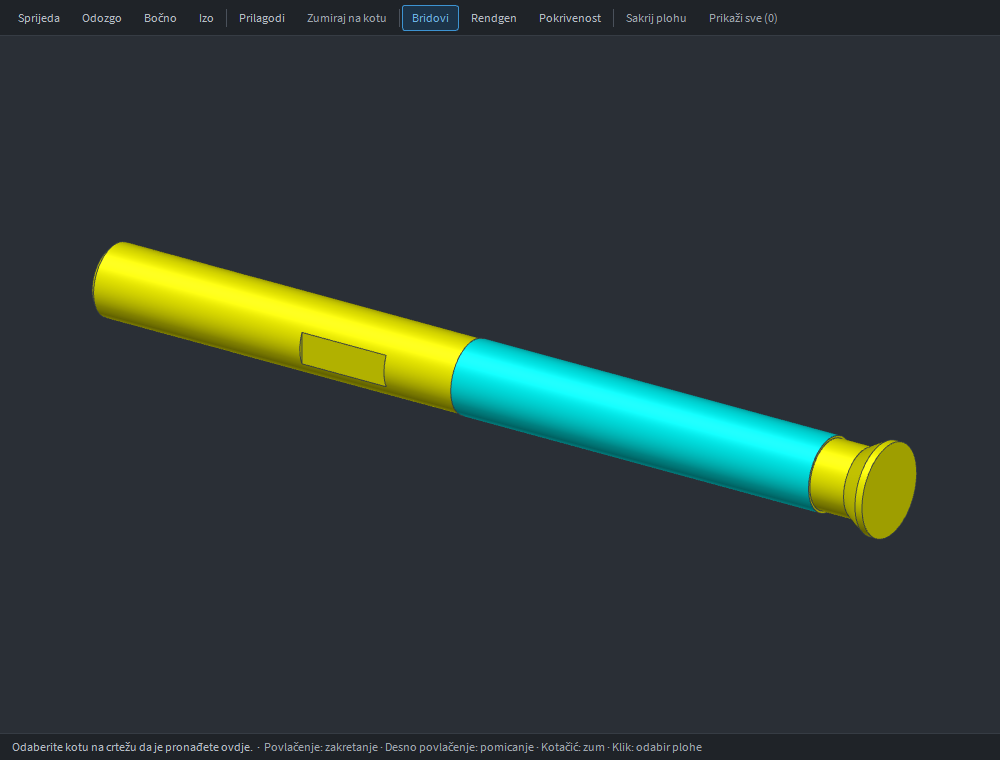 Sprijeda Odozgo Bočno Izo Prilagodi Zumiraj na kotu Bridovi Rendgen Pokrivenost Sakrij plohu Prikaži sve (0)
Odaberite kotu na crtežu da je pronađete ovdje. · Povlačenje: zakretanje · Desno povlačenje: pomicanje · Kotačić: zum · Klik: odabir plohe